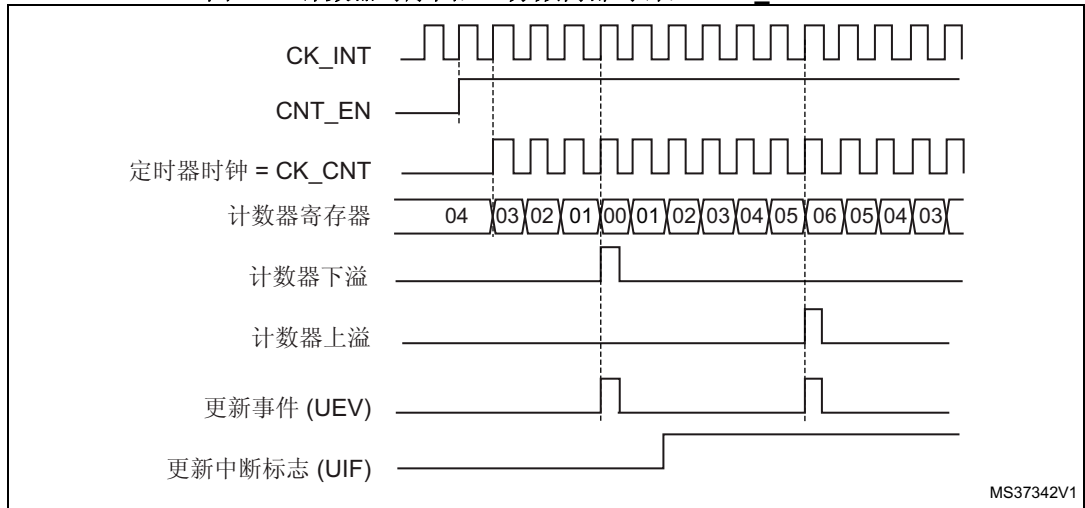 CK_INT
CNT_EN
定时器时钟 = CK_CNT
计数器寄存器 04 03 02 01 00 01 02 03 04 05 06 05 04 03
计数器下溢
计数器上溢
更新事件 (UEV)
更新中断标志 (UIF)
MS37342V1